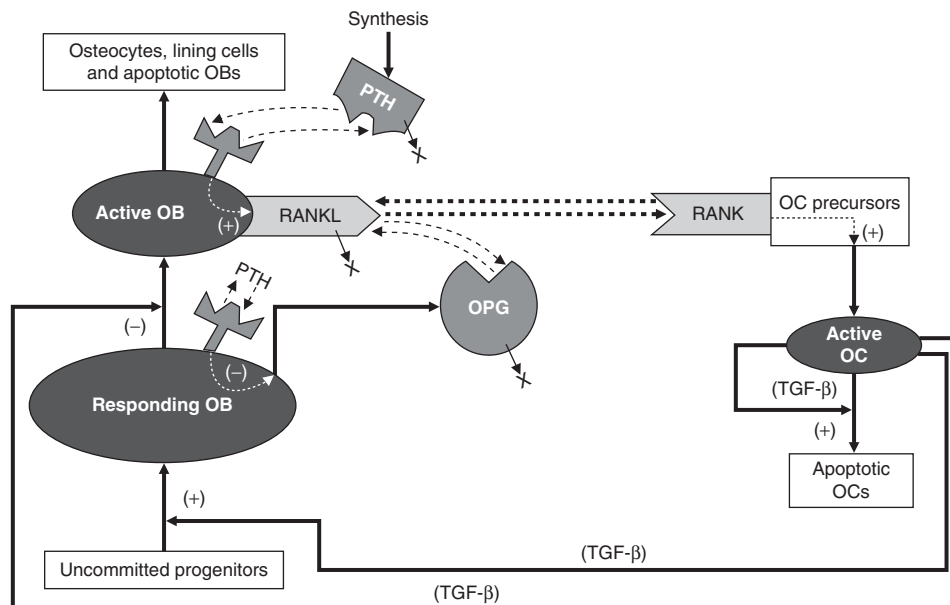 Synthesis
Osteocytes, lining cells
and apoptotic OBs
PTH
X
Active OB
(+)
RANKL
X
RANK
OC precursors
(+)
PTH
(–)
OPG
X
(–)
Responding OB
Active
OC
(TGF-β)
(+)
Apoptotic
OCs
(+)
Uncommitted progenitors
(TGF-β)
(TGF-β)